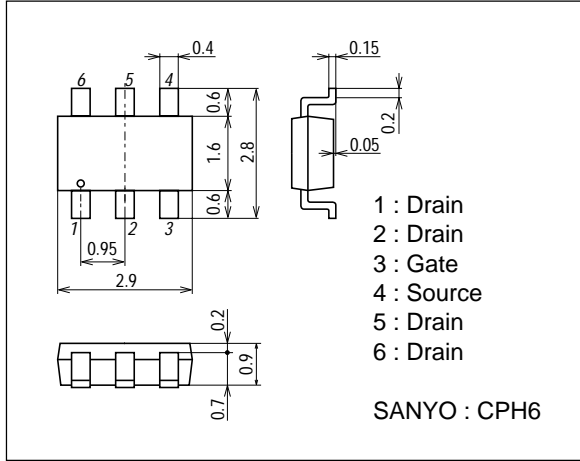 0.4
0.15
6 5 4
0.6
1.6
2.8
0.6
0.2
0.05
1 2 3
0.95
2.9
1 : Drain
2 : Drain
3 : Gate
4 : Source
5 : Drain
6 : Drain
0.2
0.9
0.7
SANYO : CPH6